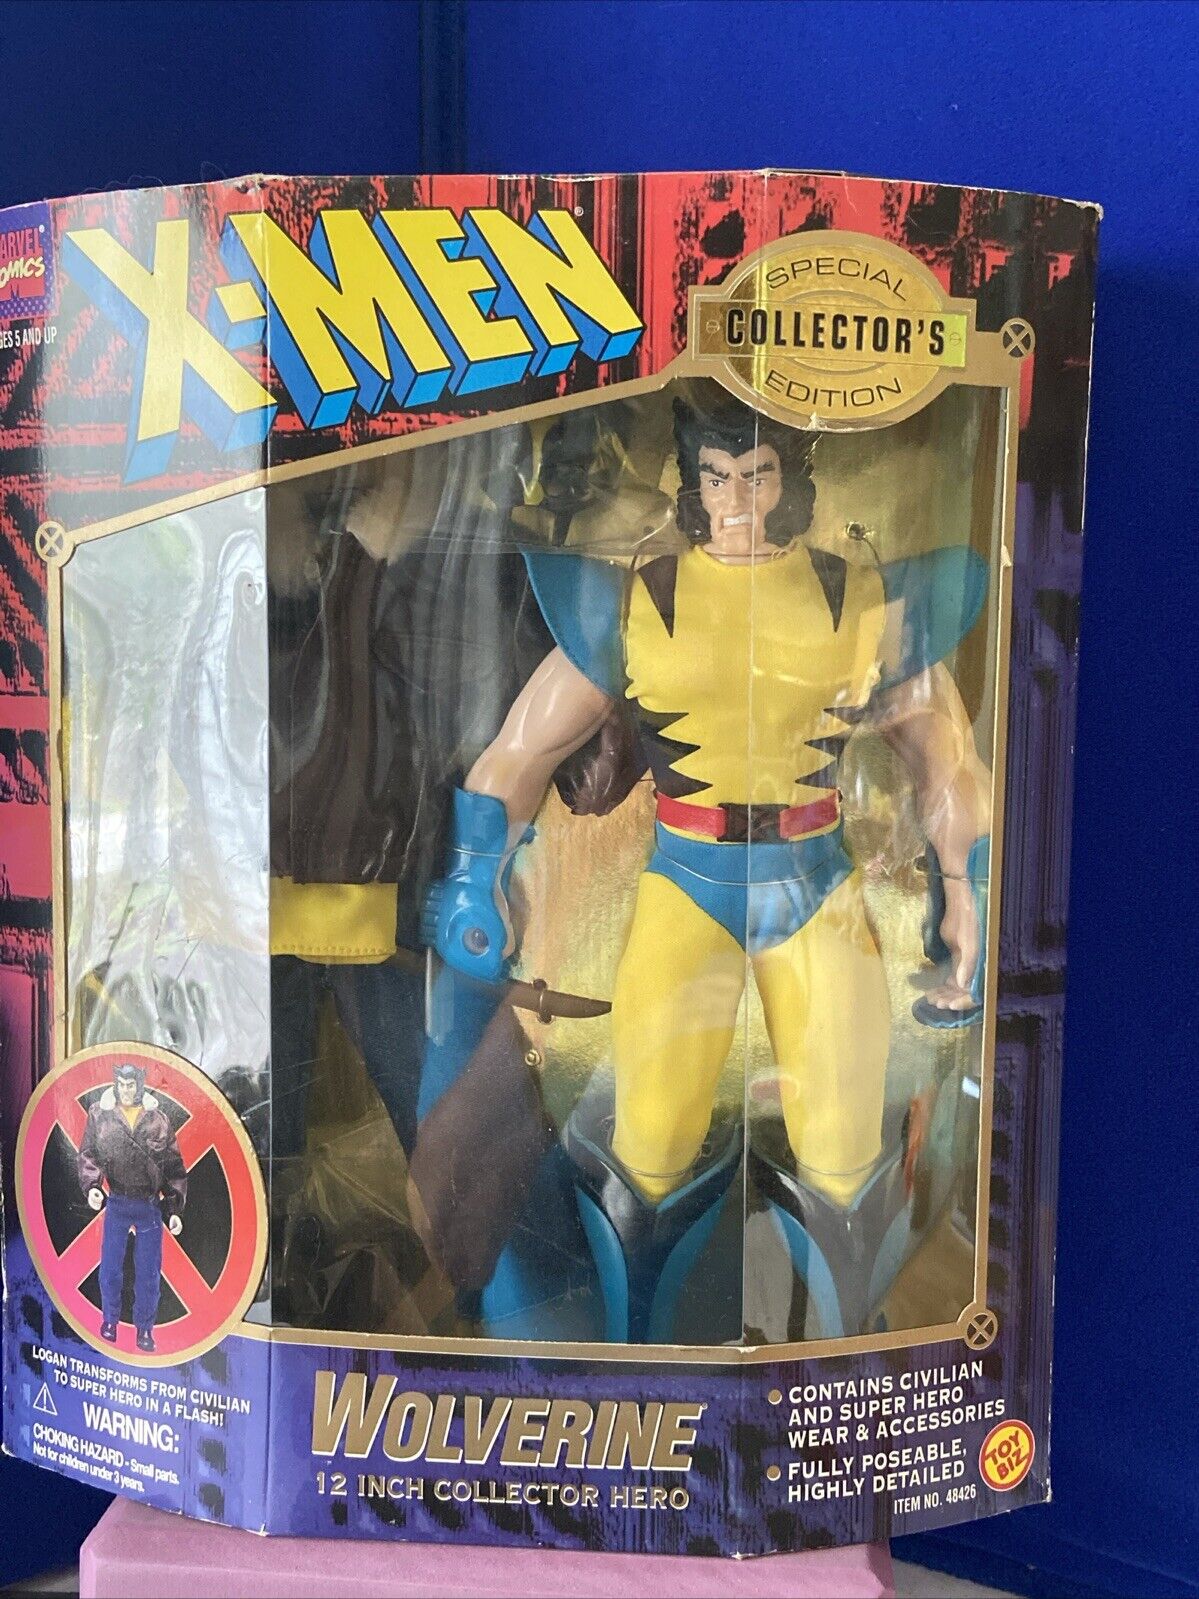 X-MEN®
SPECIAL
COLLECTOR'S
EDITION
AGES 5 AND UP
LOGAN TRANSFORMS FROM CIVILIAN
TO SUPER HERO IN A FLASH!
WARNING:
CHOKING HAZARD - Small parts.
Not for children under 3 years.
WOLVERINE®
12 INCH COLLECTOR HERO
• CONTAINS CIVILIAN
AND SUPER HERO
WEAR & ACCESSORIES
• FULLY POSEABLE,
HIGHLY DETAILED
ITEM NO. 48426
TOY
BIZ